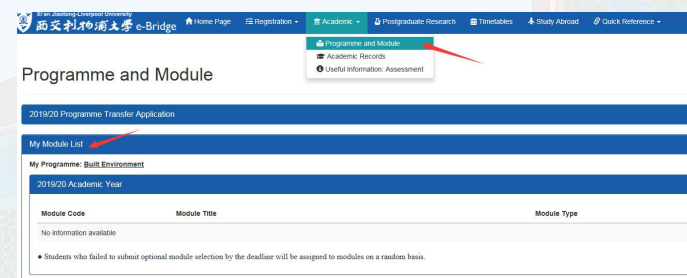 Xi'an Jiaotong-Liverpool University
西交利物浦大学 e-Bridge
Home Page
Registration
Academic
Postgraduate Research
Timetables
Study Abroad
Quick Reference
Programme and Module
Academic Records
Useful Information: Assessment
Programme and Module
2019/20 Programme Transfer Application
My Module List
My Programme: Built Environment
2019/20 Academic Year
Module Code Module Title Module Type
No information available
• Students who failed to submit optional module selection by the deadline will be assigned to modules on a random basis.